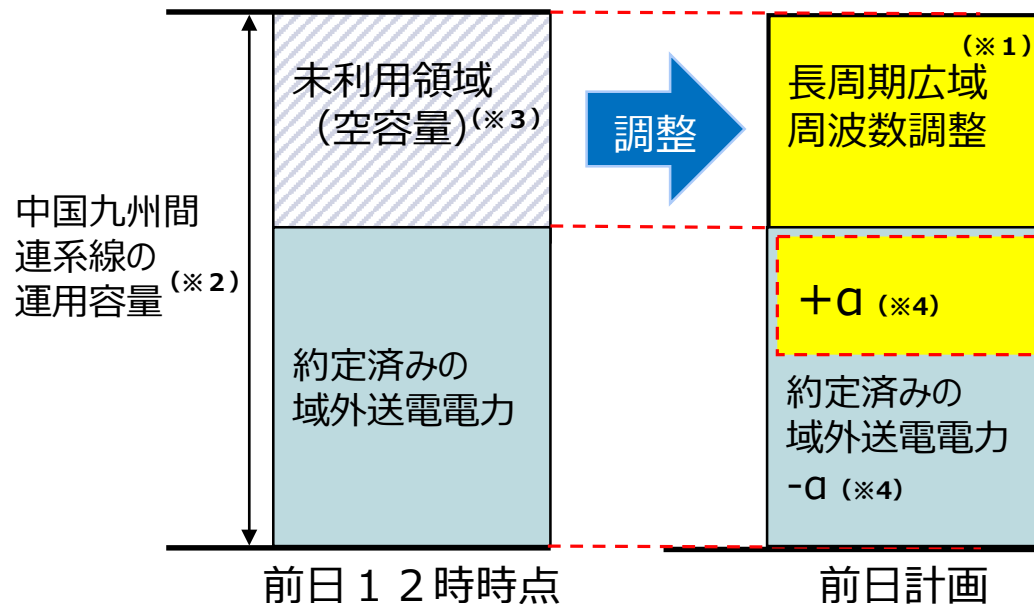 中国九州間
連系線の
運用容量(※2)
未利用領域
(空容量)(※3)
約定済みの
域外送電電力
前日12時時点
調整
(※1)
長周期広域
周波数調整
+α (※4)
約定済みの
域外送電電力
-α (※4)
前日計画